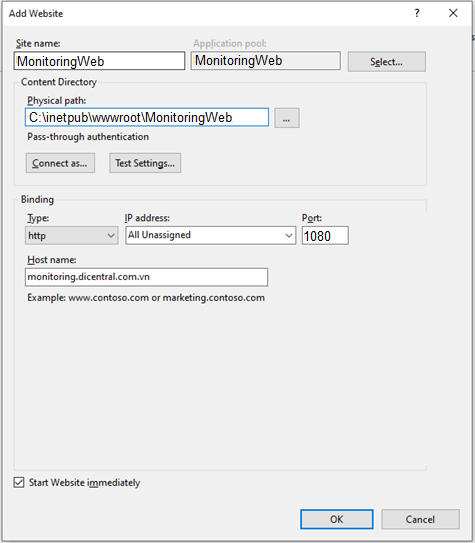 Add Website
? ×
Site name: Application pool:
MonitoringWeb MonitoringWeb Select...
Content Directory
Physical path:
C:\inetpub\wwwroot\MonitoringWeb ...
Pass-through authentication
Connect as... Test Settings...
Binding
Type: IP address: Port:
http All Unassigned 1080
Host name:
monitoring.dicentral.com.vn
Example: www.contoso.com or marketing.contoso.com
Start Website immediately
OK Cancel